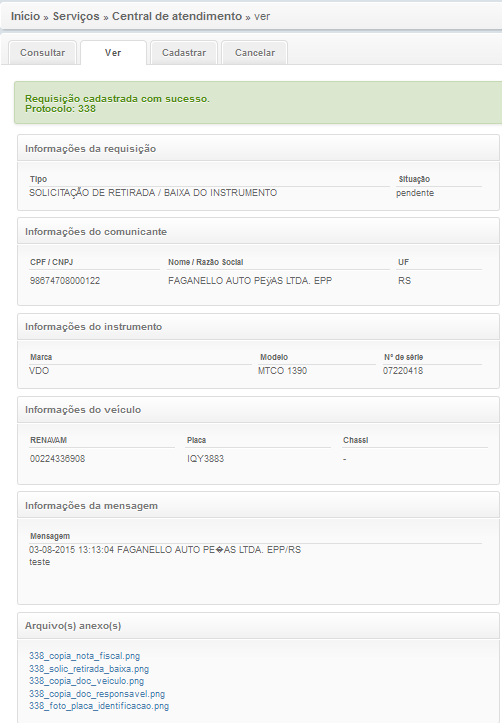 Início » Serviços » Central de atendimento » ver
Consultar Ver Cadastrar Cancelar
Requisição cadastrada com sucesso.
Protocolo: 338
Informações da requisição
Tipo Situação
SOLICITAÇÃO DE RETIRADA / BAIXA DO INSTRUMENTO pendente
Informações do comunicante
CPF / CNPJ Nome / Razão Social UF
98674708000122 FAGANELLO AUTO PEÿAS LTDA. EPP RS
Informações do instrumento
Marca Modelo Nº de série
VDO MTCO 1390 07220418
Informações do veículo
RENAVAM Placa Chassi
00224336908 IQY3883 -
Informações da mensagem
Mensagem
03-08-2015 13:13:04 FAGANELLO AUTO PE�AS LTDA. EPP/RS
teste
Arquivo(s) anexo(s)
338_copia_nota_fiscal.png
338_solic_retirada_baixa.png
338_copia_doc_veiculo.png
338_copia_doc_responsavel.png
338_foto_placa_identificacao.png